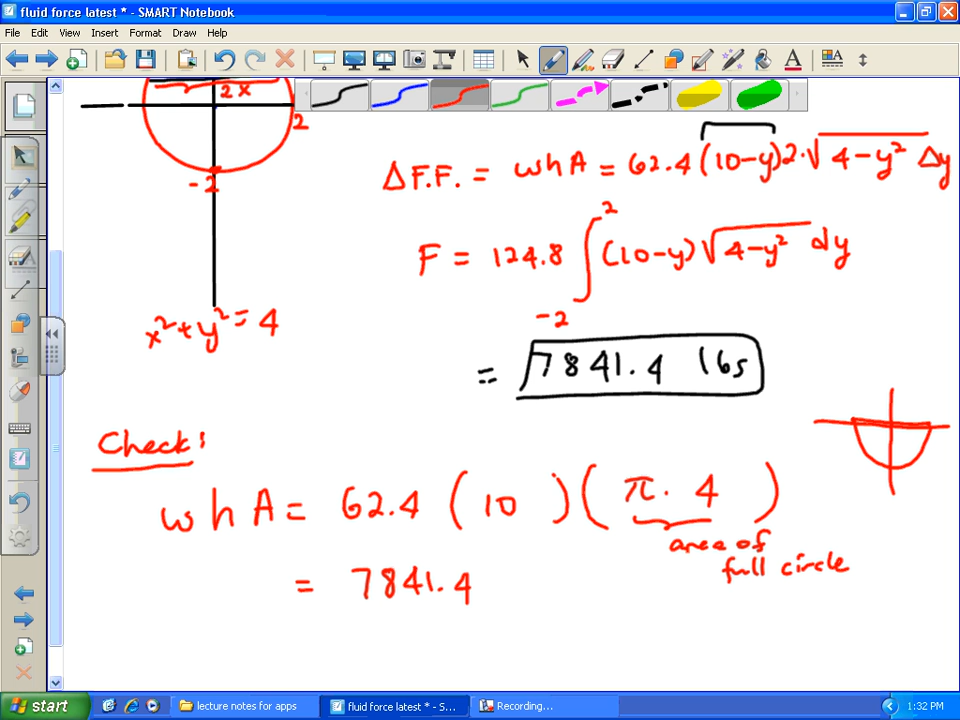 fluid force latest * - SMART Notebook
File Edit View Insert Format Draw Help
2x
2
-2
Δ F.F. = whA = 62.4 (10-y) 2·√4-y² Δy
F = 124.8 ∫ (10-y) √4-y² dy
2
-2
x² + y² = 4
= 7841.4 lbs
Check:
w h A = 62.4 ( 10 ) ( π · 4 )
area of
full circle
= 7841.4
start
lecture notes for apps
fluid force latest * - S...
Recording...
1:32 PM